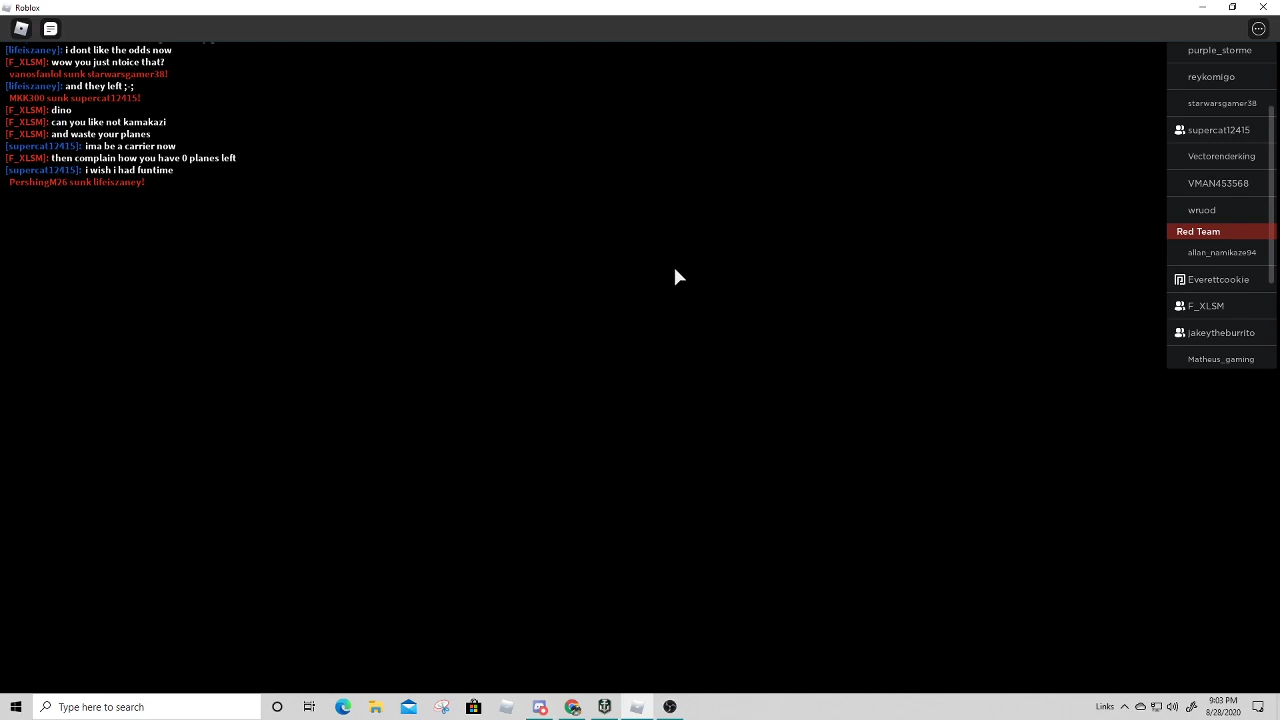 Roblox
[lifeiszaney]: i dont like the odds now
[F_XLSM]: wow you just ntoice that?
vanosfanlol sunk starwarsgamer38!
[lifeiszaney]: and they left ;-;
MKK300 sunk supercat12415!
[F_XLSM]: dino
[F_XLSM]: can you like not kamakazi
[F_XLSM]: and waste your planes
[supercat12415]: ima be a carrier now
[F_XLSM]: then complain how you have 0 planes left
[supercat12415]: i wish i had funtime
PershingM26 sunk lifeiszaney!
purple_storme
reykomigo
starwarsgamer38
supercat12415
Vectorenderking
VMAN453568
wruod
Red Team
allan_namikaze94
Everettcookie
F_XLSM
jakeytheburrito
Matheus_gaming
Type here to search
Links
9:03 PM
8/28/2020